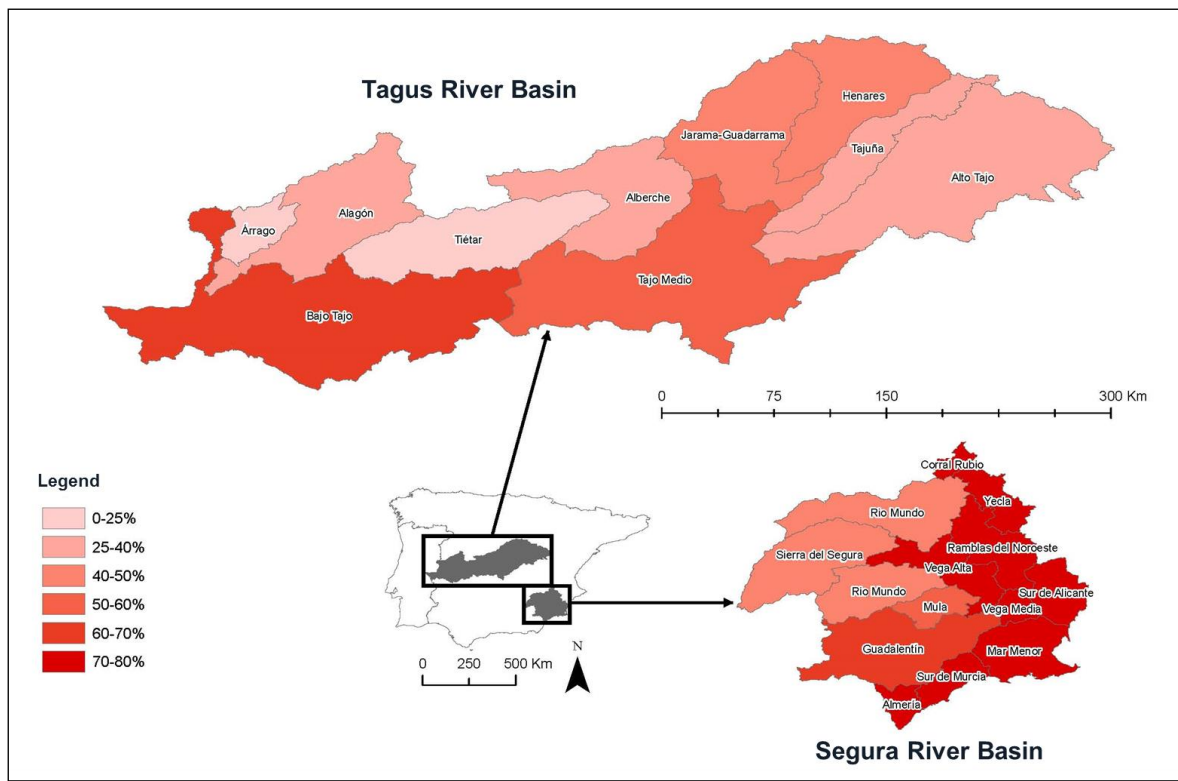 Tagus River Basin
Henares
Jarama-Guadarrama
Tajuña
Alto Tajo
Alberche
Alagón
Árrago
Tiétar
Tajo Medio
Bajo Tajo
0 75 150 300 Km
Legend
0-25%
25-40%
40-50%
50-60%
60-70%
70-80%
N
0 250 500 Km
Corral Rubio
Yecla
Rio Mundo
Ramblas del Noroeste
Sierra del Segura
Vega Alta
Rio Mundo
Sur de Alicante
Mula
Vega Media
Guadalentín
Mar Menor
Sur de Murcia
Almería
Segura River Basin